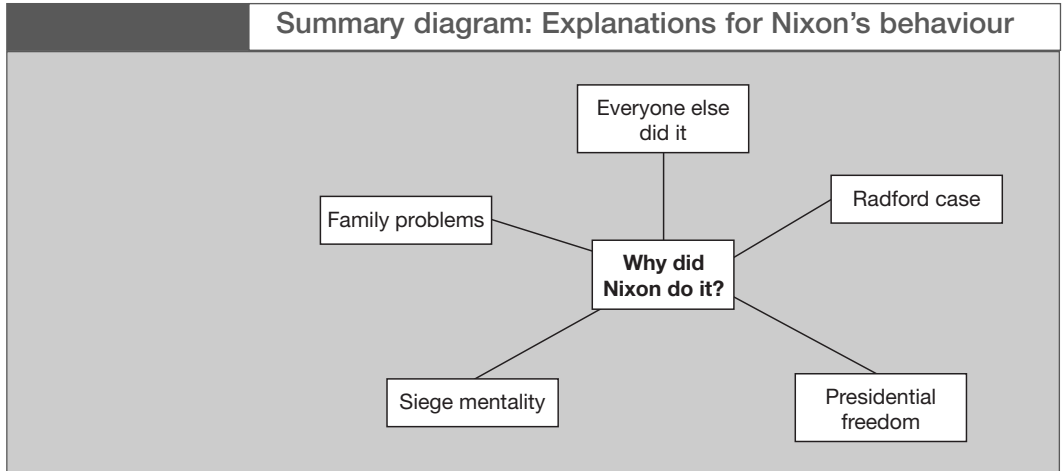 Summary diagram: Explanations for Nixon's behaviour
Everyone else
did it
Radford case
Family problems
Why did
Nixon do it?
Siege mentality
Presidential
freedom